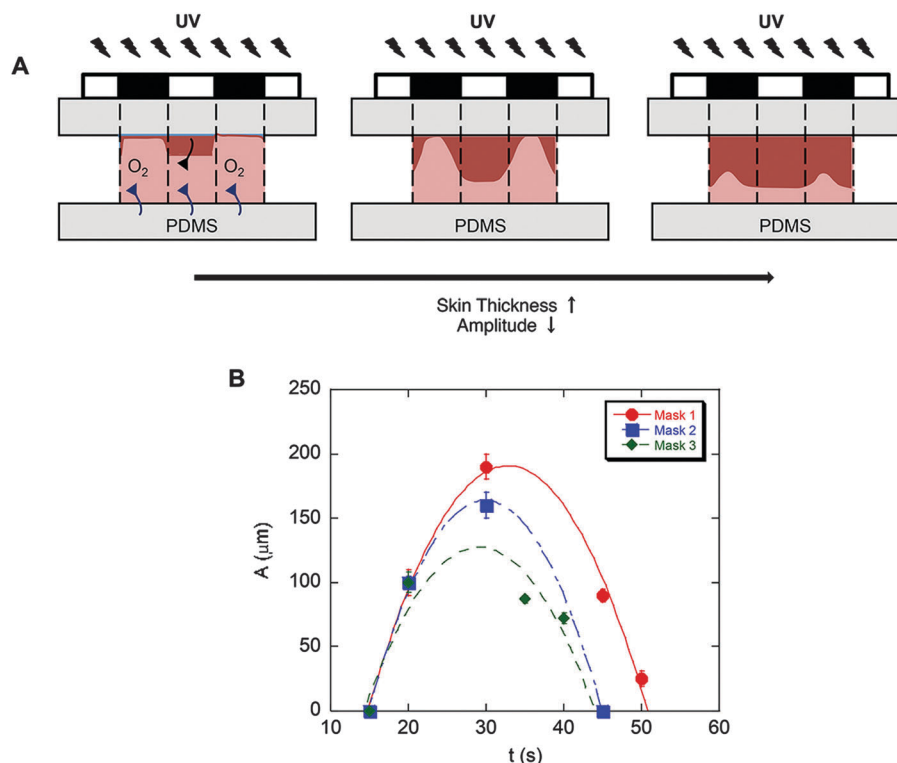 UV
UV
UV
A
O2
O2
PDMS
PDMS
PDMS
Skin Thickness ↑
Amplitude ↓
B
250
200
150
100
50
0
A (μm)
Mask 1
Mask 2
Mask 3
10
20
30
40
50
60
t (s)